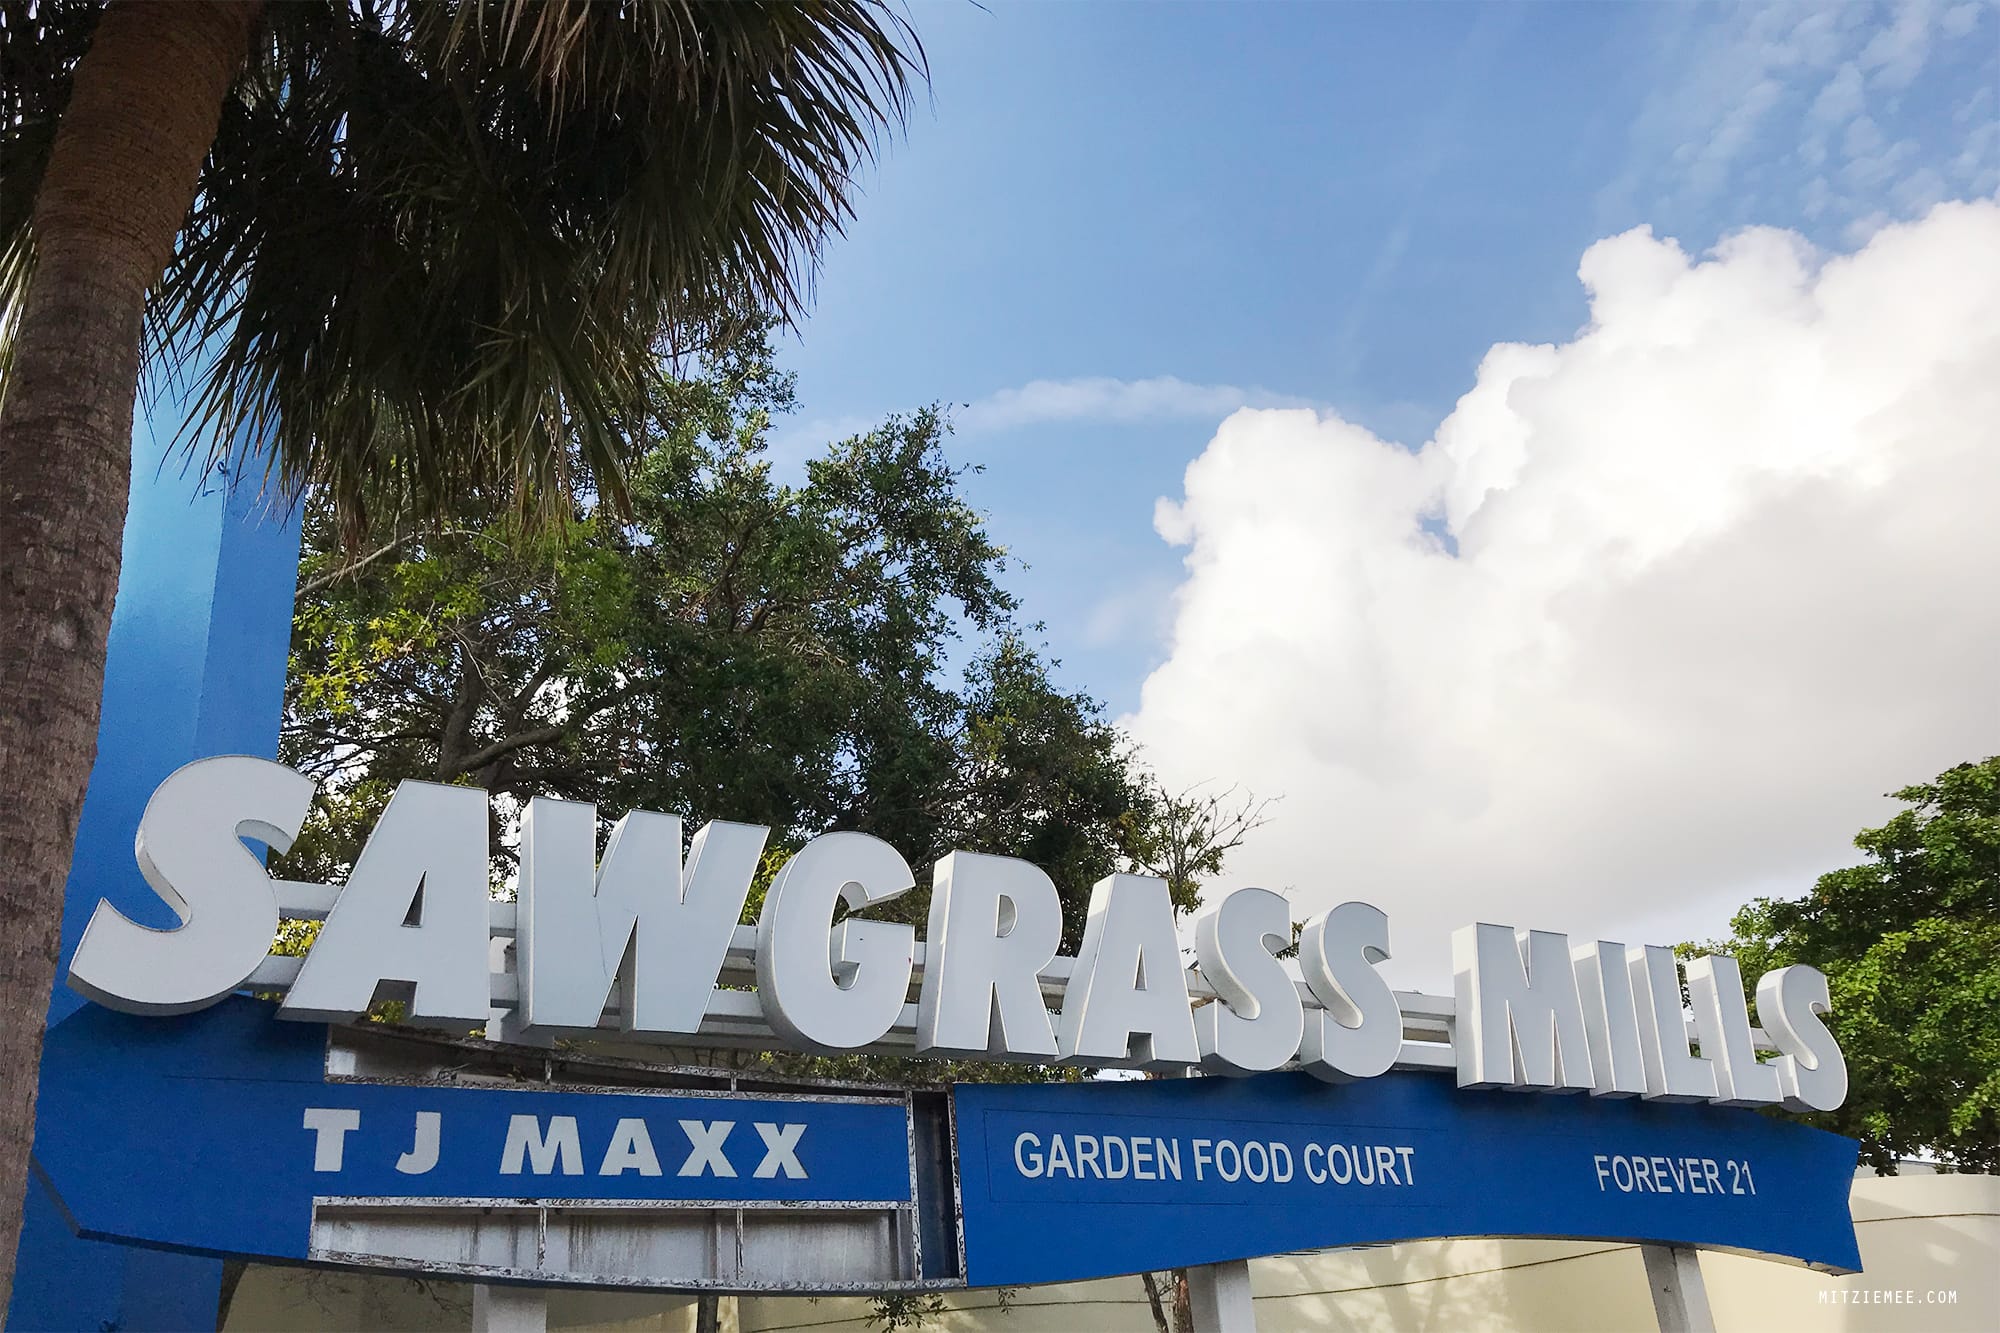 SAWGRASS MILLS
TJ MAXX
GARDEN FOOD COURT
FOREVER 21
MITZIEMEE.COM